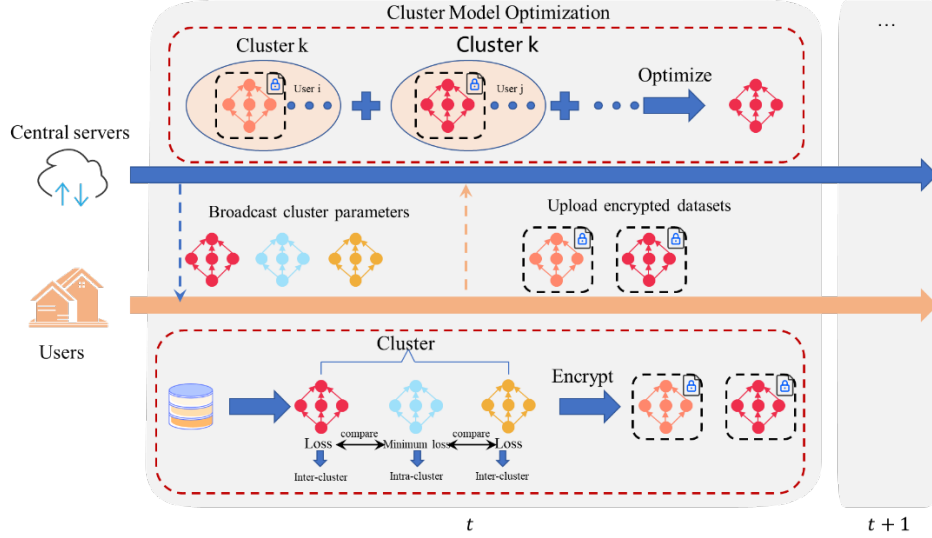 Cluster Model Optimization
...
Cluster k
Cluster k
User i
User j
Optimize
Central servers
Broadcast cluster parameters
Upload encrypted datasets
Users
Cluster
Encrypt
Loss
compare
Minimum loss
compare
Loss
Inter-cluster
Intra-cluster
Inter-cluster
t
t + 1